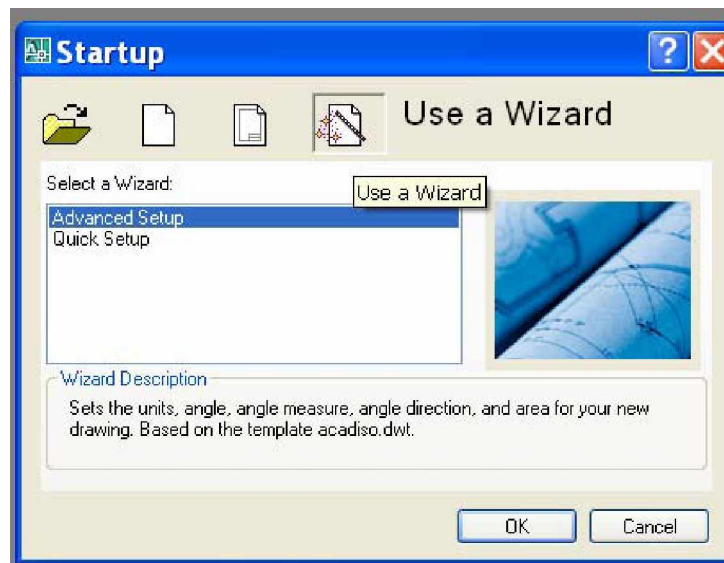 Startup
Use a Wizard
Select a Wizard:
Use a Wizard
Advanced Setup
Quick Setup
Wizard Description
Sets the units, angle, angle measure, angle direction, and area for your new
drawing. Based on the template acadiso.dwt.
OK
Cancel